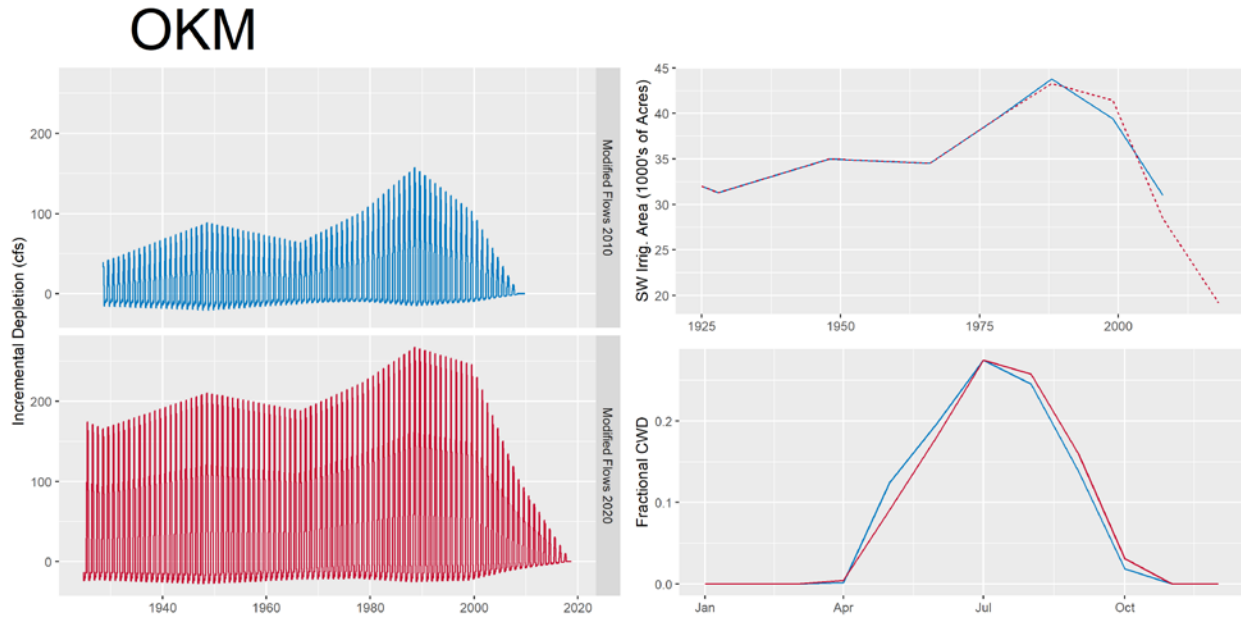 OKM
Incremental Depletion (cfs)
200
100
0
Modified Flows 2010
200
100
0
Modified Flows 2020
1940 1960 1980 2000 2020
SW Irrig. Area (1000's of Acres)
45
40
35
30
25
20
1925 1950 1975 2000
Fractional CWD
0.2
0.1
0.0
Jan Apr Jul Oct